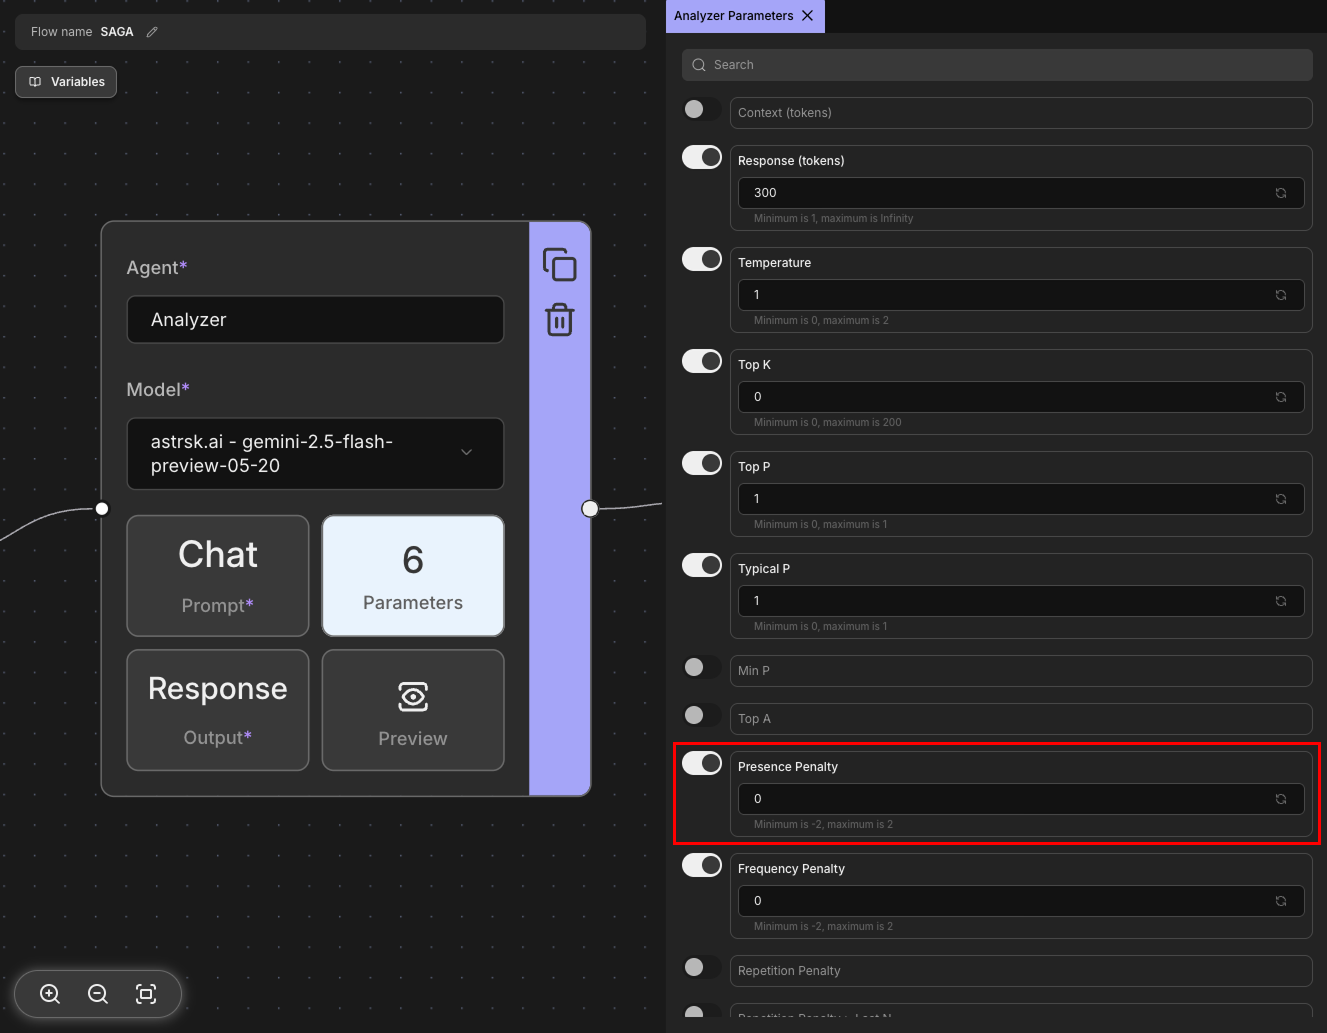 Flow name SAGA
Variables
Agent*
Analyzer
Model*
astrsk.ai - gemini-2.5-flash-
preview-05-20
Chat
Prompt*
6
Parameters
Response
Output*
Preview
Analyzer Parameters
Search
Context (tokens)
Response (tokens)
300
Minimum is 1, maximum is Infinity
Temperature
1
Minimum is 0, maximum is 2
Top K
0
Minimum is 0, maximum is 200
Top P
1
Minimum is 0, maximum is 1
Typical P
1
Minimum is 0, maximum is 1
Min P
Top A
Presence Penalty
0
Minimum is -2, maximum is 2
Frequency Penalty
0
Minimum is -2, maximum is 2
Repetition Penalty
Repetition Penalty - Last N